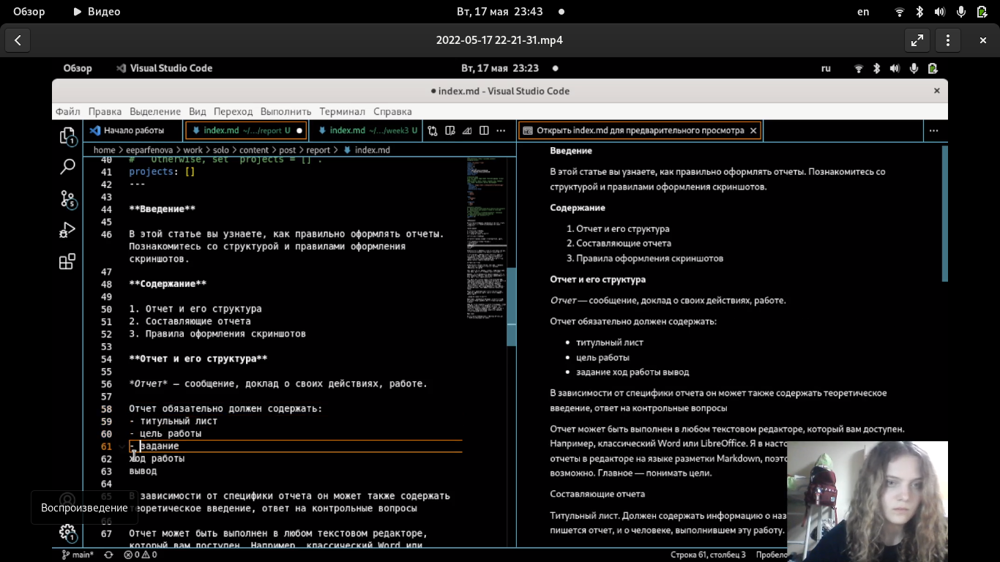 Обзор
Видео
Вт, 17 мая 23:43
en
2022-05-17 22-21-31.mp4
Обзор
Visual Studio Code
Вт, 17 мая 23:23
ru
index.md - Visual Studio Code
Файл Правка Выделение Вид Переход Выполнить Терминал Справка
Начало работы
index.md ~/.../report U
index.md ~/.../week3 U
Открыть index.md для предварительного просмотра
home > eeparfenova > work > solo > content > post > report > index.md
40 # Otherwise, set `projects = []`.
41 projects: []
42 ---
43
44 **Введение**
45
46 В этой статье вы узнаете, как правильно оформлять отчеты.
Познакомитесь со структурой и правилами оформления
скриншотов.
47
48 **Содержание**
49
50 1. Отчет и его структура
51 2. Составляющие отчета
52 3. Правила оформления скриншотов
53
54 **Отчет и его структура**
55
56 *Отчет* — сообщение, доклад о своих действиях, работе.
57
58 Отчет обязательно должен содержать:
59 - титульный лист
60 - цель работы
61 - задание
62 ход работы
63 вывод
64
65 В зависимости от специфики отчета он может также содержать
теоретическое введение, ответ на контрольные вопросы
66
67 Отчет может быть выполнен в любом текстовом редакторе,
который вам доступен. Например, классический Word или
Введение
В этой статье вы узнаете, как правильно оформлять отчеты. Познакомитесь со
структурой и правилами оформления скриншотов.
Содержание
1. Отчет и его структура
2. Составляющие отчета
3. Правила оформления скриншотов
Отчет и его структура
Отчет — сообщение, доклад о своих действиях, работе.
Отчет обязательно должен содержать:
• титульный лист
• цель работы
• задание ход работы вывод
В зависимости от специфики отчета он может также содержать теоретическое
введение, ответ на контрольные вопросы
Отчет может быть выполнен в любом текстовом редакторе, который вам доступен.
Например, классический Word или LibreOffice. Я в насто
отчеты в редакторе на языке разметки Markdown, поэто
возможно. Главное — понимать цели.
Составляющие отчета
Титульный лист. Должен содержать информацию о наз
пишется отчет, и о человеке, выполнившем эту работу.
Воспроизведение
1
5
1
main*
0 0
Строка 61, столбец 3
Пробело